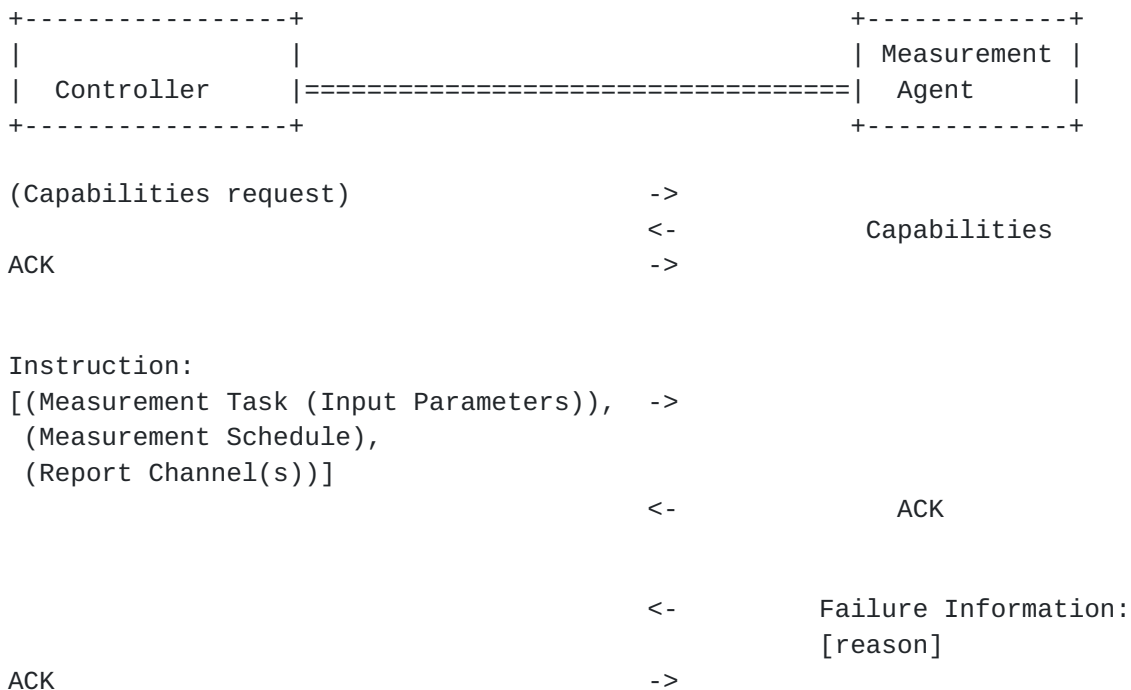 +-----------------+                                   +-------------+
|                 |                                   | Measurement |
|  Controller     |===================================|  Agent      |
+-----------------+                                   +-------------+

(Capabilities request)                   ->
                                         <-            Capabilities
ACK                                      ->

Instruction:
[(Measurement Task (Input Parameters)),  ->
 (Measurement Schedule),
 (Report Channel(s))]
                                         <-              ACK

                                         <-         Failure Information:
                                                    [reason]
ACK                                      ->